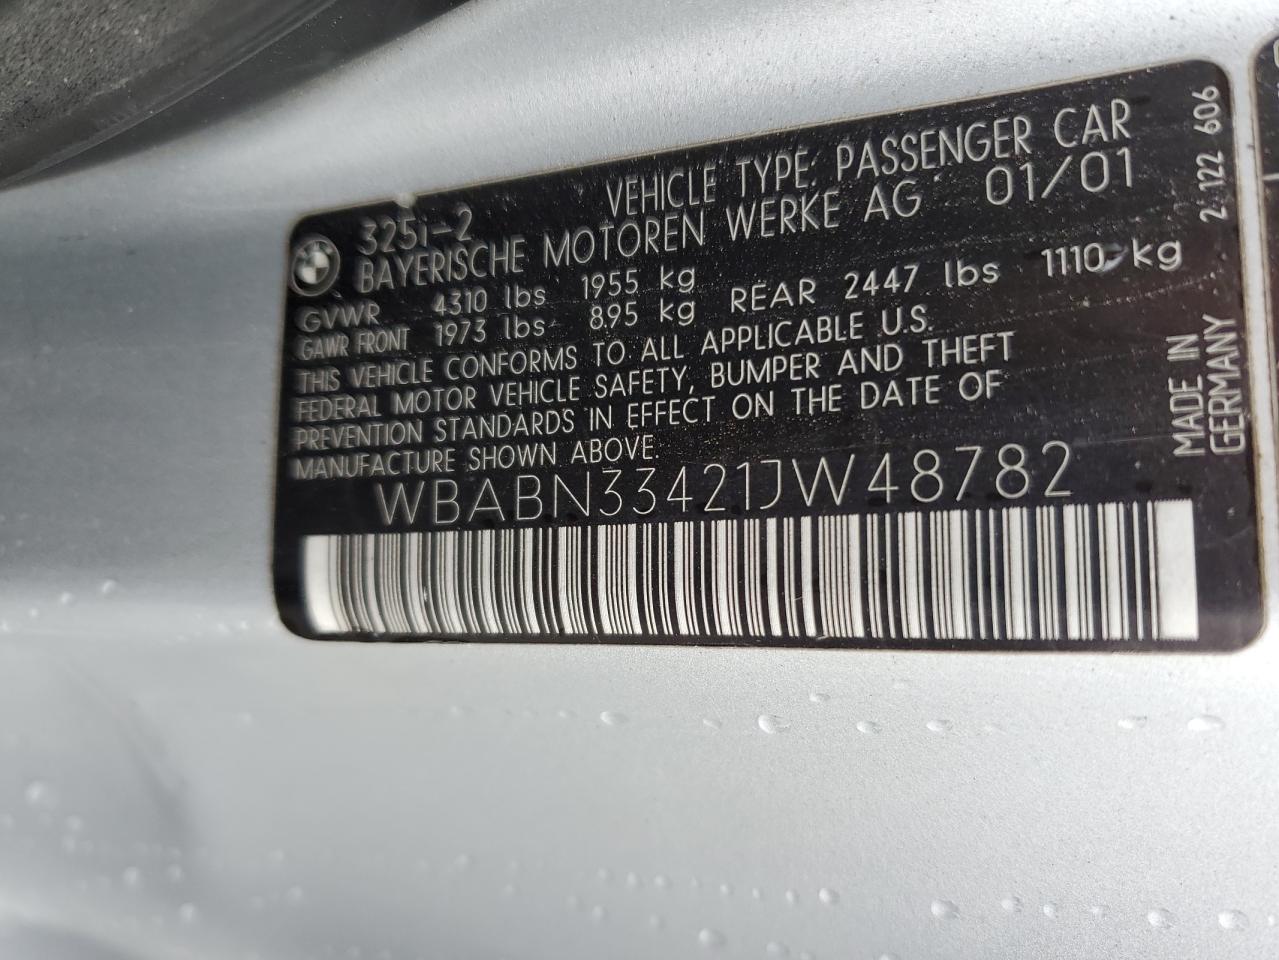 325i-2 VEHICLE TYPE: PASSENGER CAR
BAYERISCHE MOTOREN WERKE AG 01/01
GVWR 4310 lbs 1955 kg
GAWR FRONT 1973 lbs 895 kg REAR 2447 lbs 1110 kg
THIS VEHICLE CONFORMS TO ALL APPLICABLE U.S.
FEDERAL MOTOR VEHICLE SAFETY, BUMPER AND THEFT
PREVENTION STANDARDS IN EFFECT ON THE DATE OF
MANUFACTURE SHOWN ABOVE.
WBABN33421JW48782
MADE IN
GERMANY
2 122 606